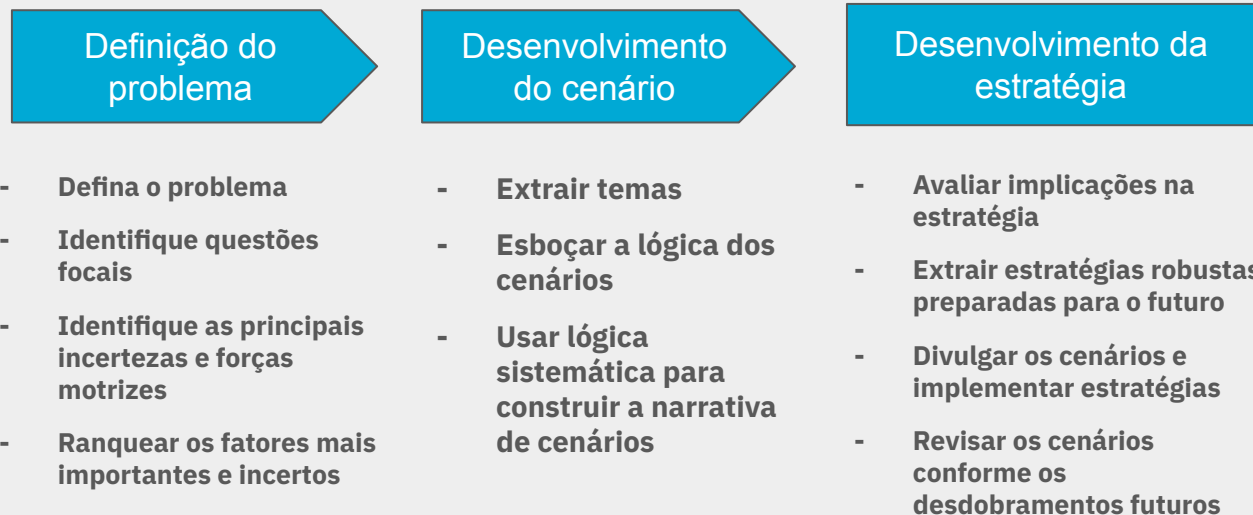 Definição do
problema
- Defina o problema
- Identifique questões
focais
- Identifique as principais
incertezas e forças
motrizes
- Ranquear os fatores mais
importantes e incertos
Desenvolvimento
do cenário
- Extrair temas
- Esboçar a lógica dos
cenários
- Usar lógica
sistemática para
construir a narrativa
de cenários
Desenvolvimento da
estratégia
- Avaliar implicações na
estratégia
- Extrair estratégias robustas
preparadas para o futuro
- Divulgar os cenários e
implementar estratégias
- Revisar os cenários
conforme os
desdobramentos futuros